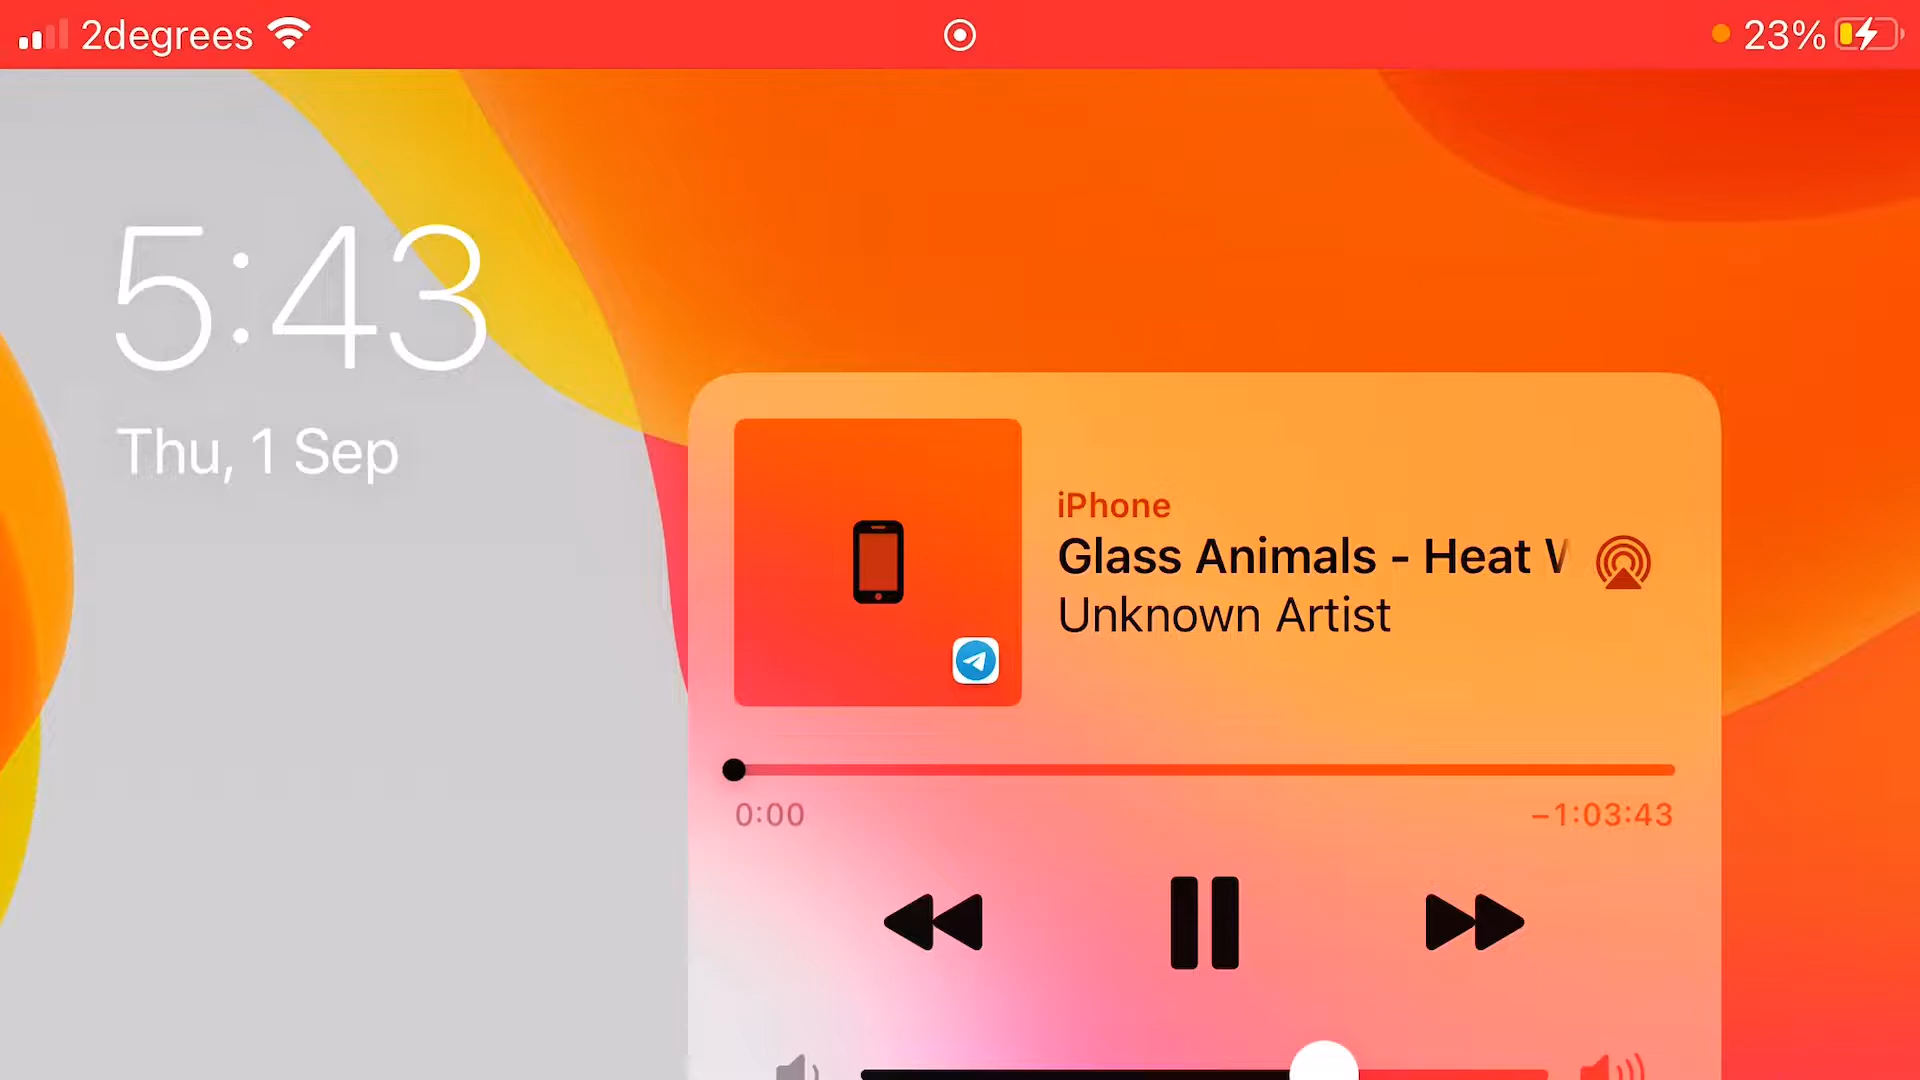 2degrees
23%
5:43
Thu, 1 Sep
iPhone
Glass Animals - Heat
Unknown Artist
0:00
−1:03:43